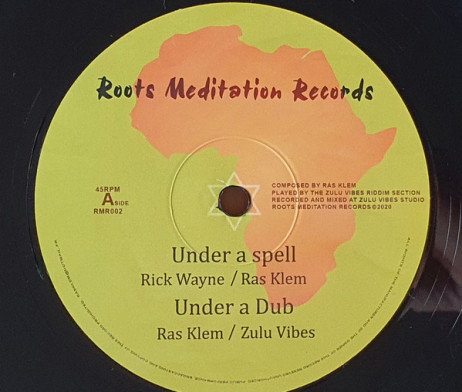 Roots Meditation Records
45RPM
A SIDE
RMR002
COMPOSED BY RAS KLEM
PLAYED BY THE ZULU VIBES RIDDIM SECTION
RECORDED AND MIXED AT ZULU VIBES STUDIO
ROOTS MEDITATION RECORDS ©2020
Under a spell
Rick Wayne / Ras Klem
Under a Dub
Ras Klem / Zulu Vibes